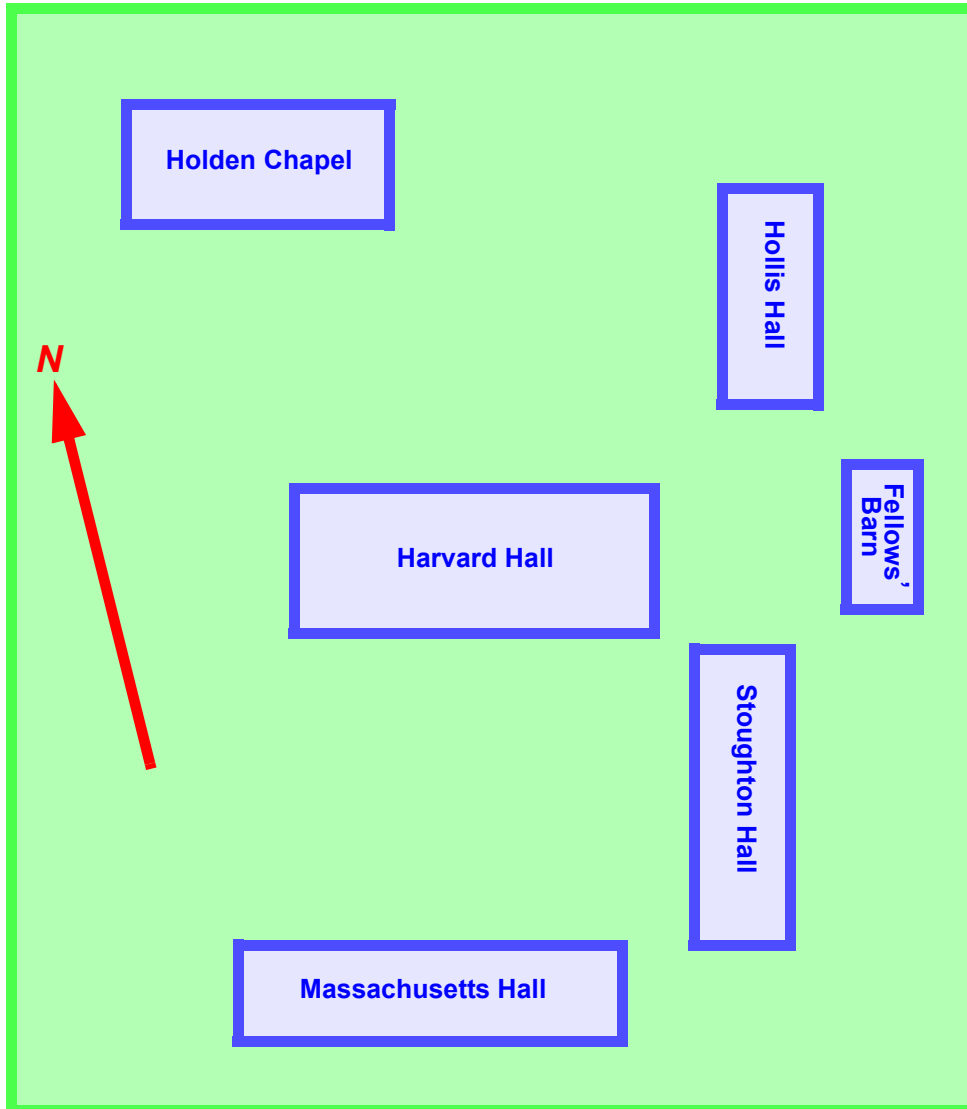 Holden Chapel
Hollis Hall
N
Fellows’
Barn
Harvard Hall
Stoughton Hall
Massachusetts Hall